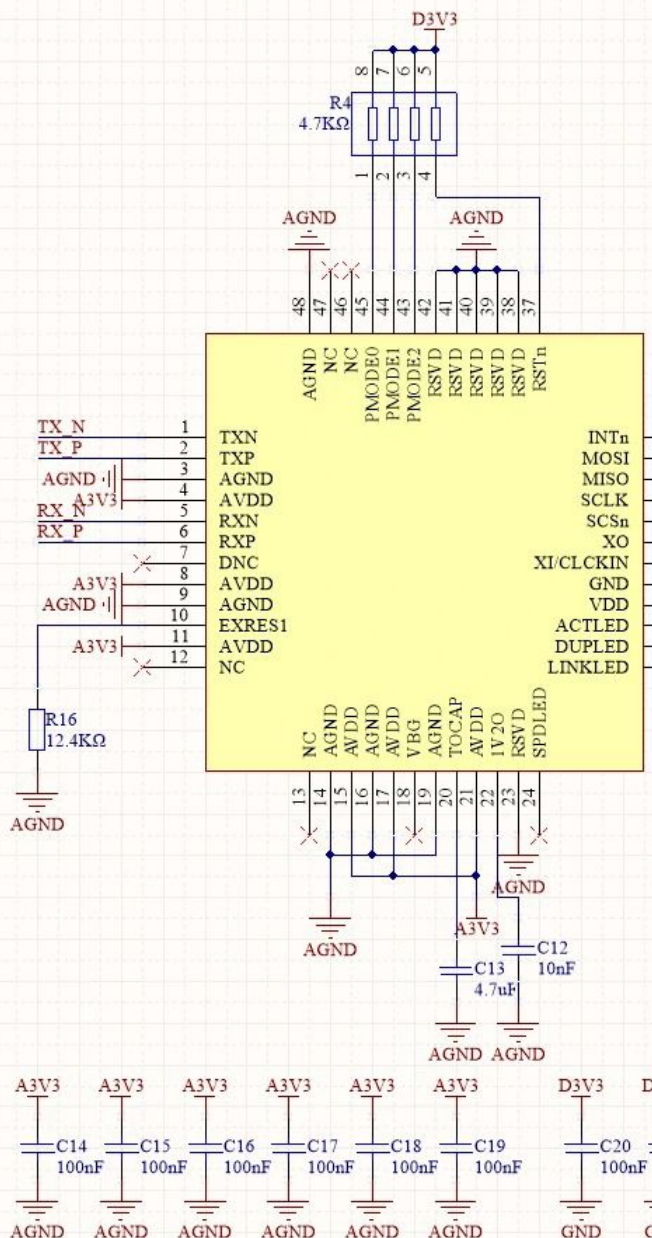 D3V3
8 7 6 5
R4
4.7KΩ
1 2 3 4
AGND AGND
48 47 46 45 44 43 42 41 40 39 38 37
AGND NC NC PMODE0 PMODE1 PMODE2 RSVD RSVD RSVD RSVD RSVD RSTn
TX_N 1 TXN INTn
TX_P 2 TXP MOSI
AGND 3 AGND MISO
A3V3 4 AVDD SCLK
RX_N 5 RXN SCSn
RX_P 6 RXP XO
7 DNC XI/CLCKIN
A3V3 8 AVDD GND
AGND 9 AGND VDD
10 EXRES1 ACTLED
A3V3 11 AVDD DUPLED
12 NC LINKLED
R16
12.4KΩ
AGND
NC AGND AVDD AGND AVDD VBG AGND TOCAP AVDD 1V2O RSVD SPDLED
13 14 15 16 17 18 19 20 21 22 23 24
AGND
AGND
A3V3
C12
10nF
C13
4.7uF
AGND AGND
A3V3 A3V3 A3V3 A3V3 A3V3 A3V3 D3V3
C14 C15 C16 C17 C18 C19 C20
100nF 100nF 100nF 100nF 100nF 100nF 100nF
AGND AGND AGND AGND AGND AGND GND